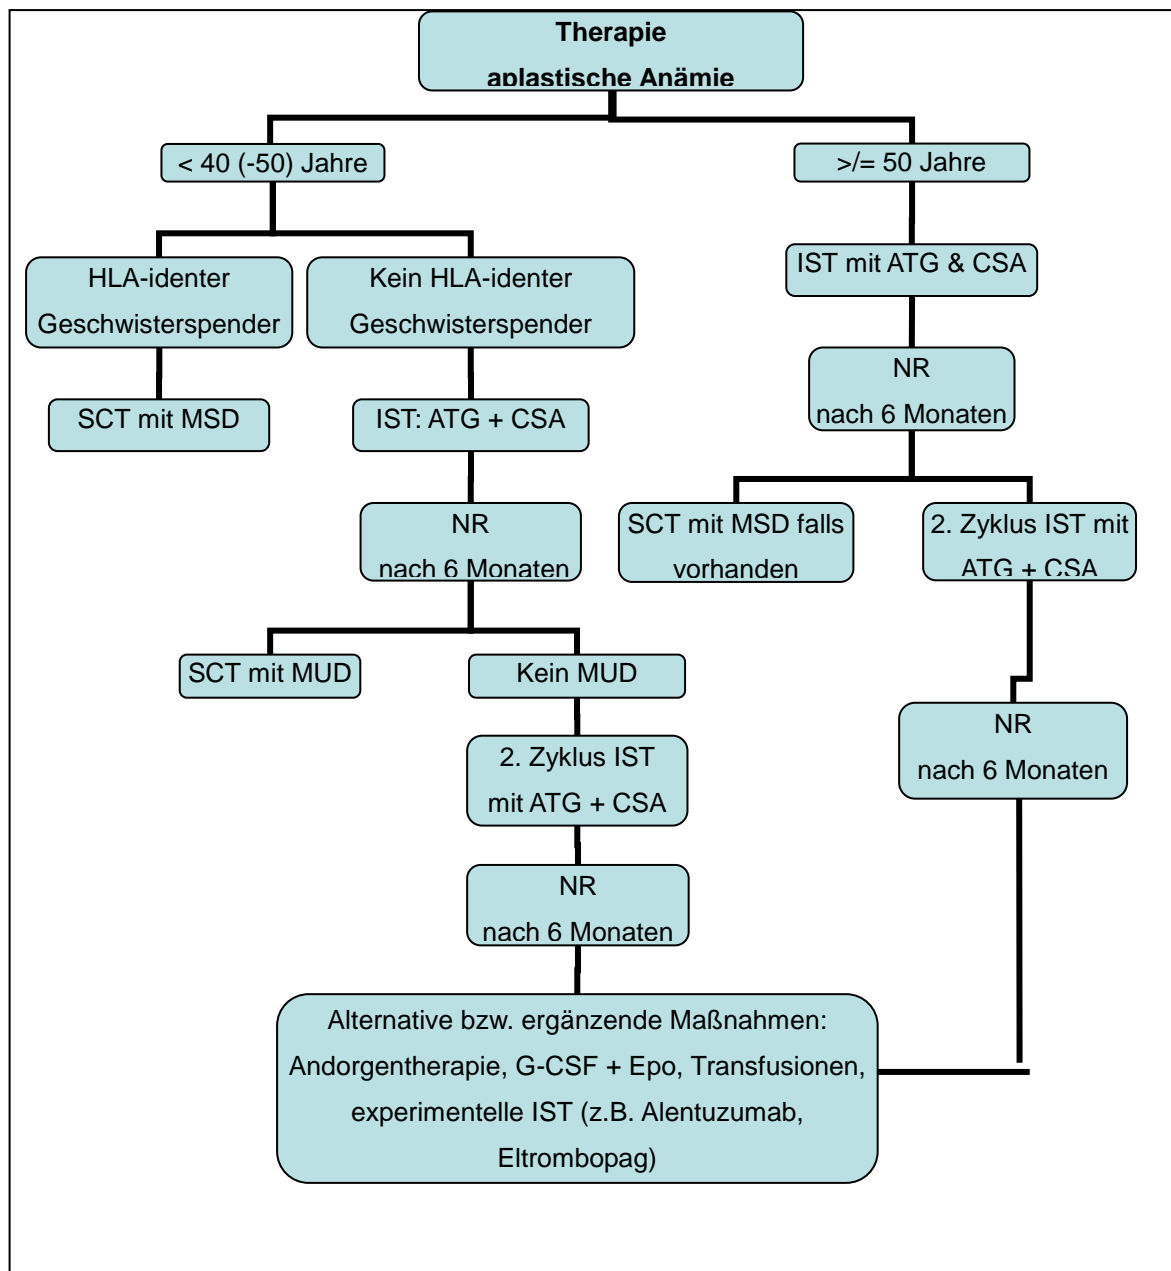 Therapie
aplastische Anämie
< 40 (-50) Jahre
>/= 50 Jahre
HLA-identer
Geschwisterspender
Kein HLA-identer
Geschwisterspender
IST mit ATG & CSA
SCT mit MSD
IST: ATG + CSA
NR
nach 6 Monaten
NR
nach 6 Monaten
SCT mit MSD falls
vorhanden
2. Zyklus IST mit
ATG + CSA
SCT mit MUD
Kein MUD
2. Zyklus IST
mit ATG + CSA
NR
nach 6 Monaten
NR
nach 6 Monaten
Alternative bzw. ergänzende Maßnahmen:
Andorgentherapie, G-CSF + Epo, Transfusionen,
experimentelle IST (z.B. Alentuzumab,
Eltrombopag)